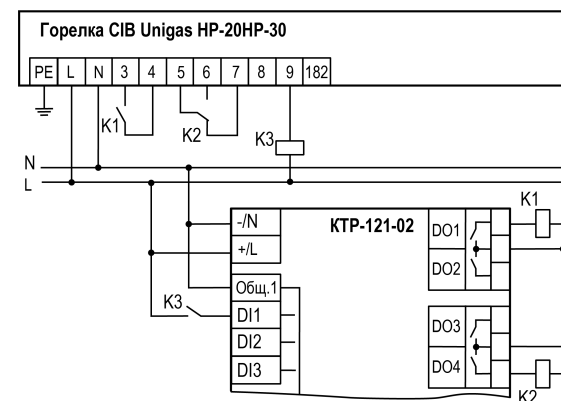 Горелка CIB Unigas HP-20HP-30
PE L N 3 4 5 6 7 8 9 182
K1
K2
K3
N
L
K1
-/N
КТР-121-02
DO1
+/L
DO2
Общ.1
K3
DI1
DO3
DI2
DI3
DO4
K2